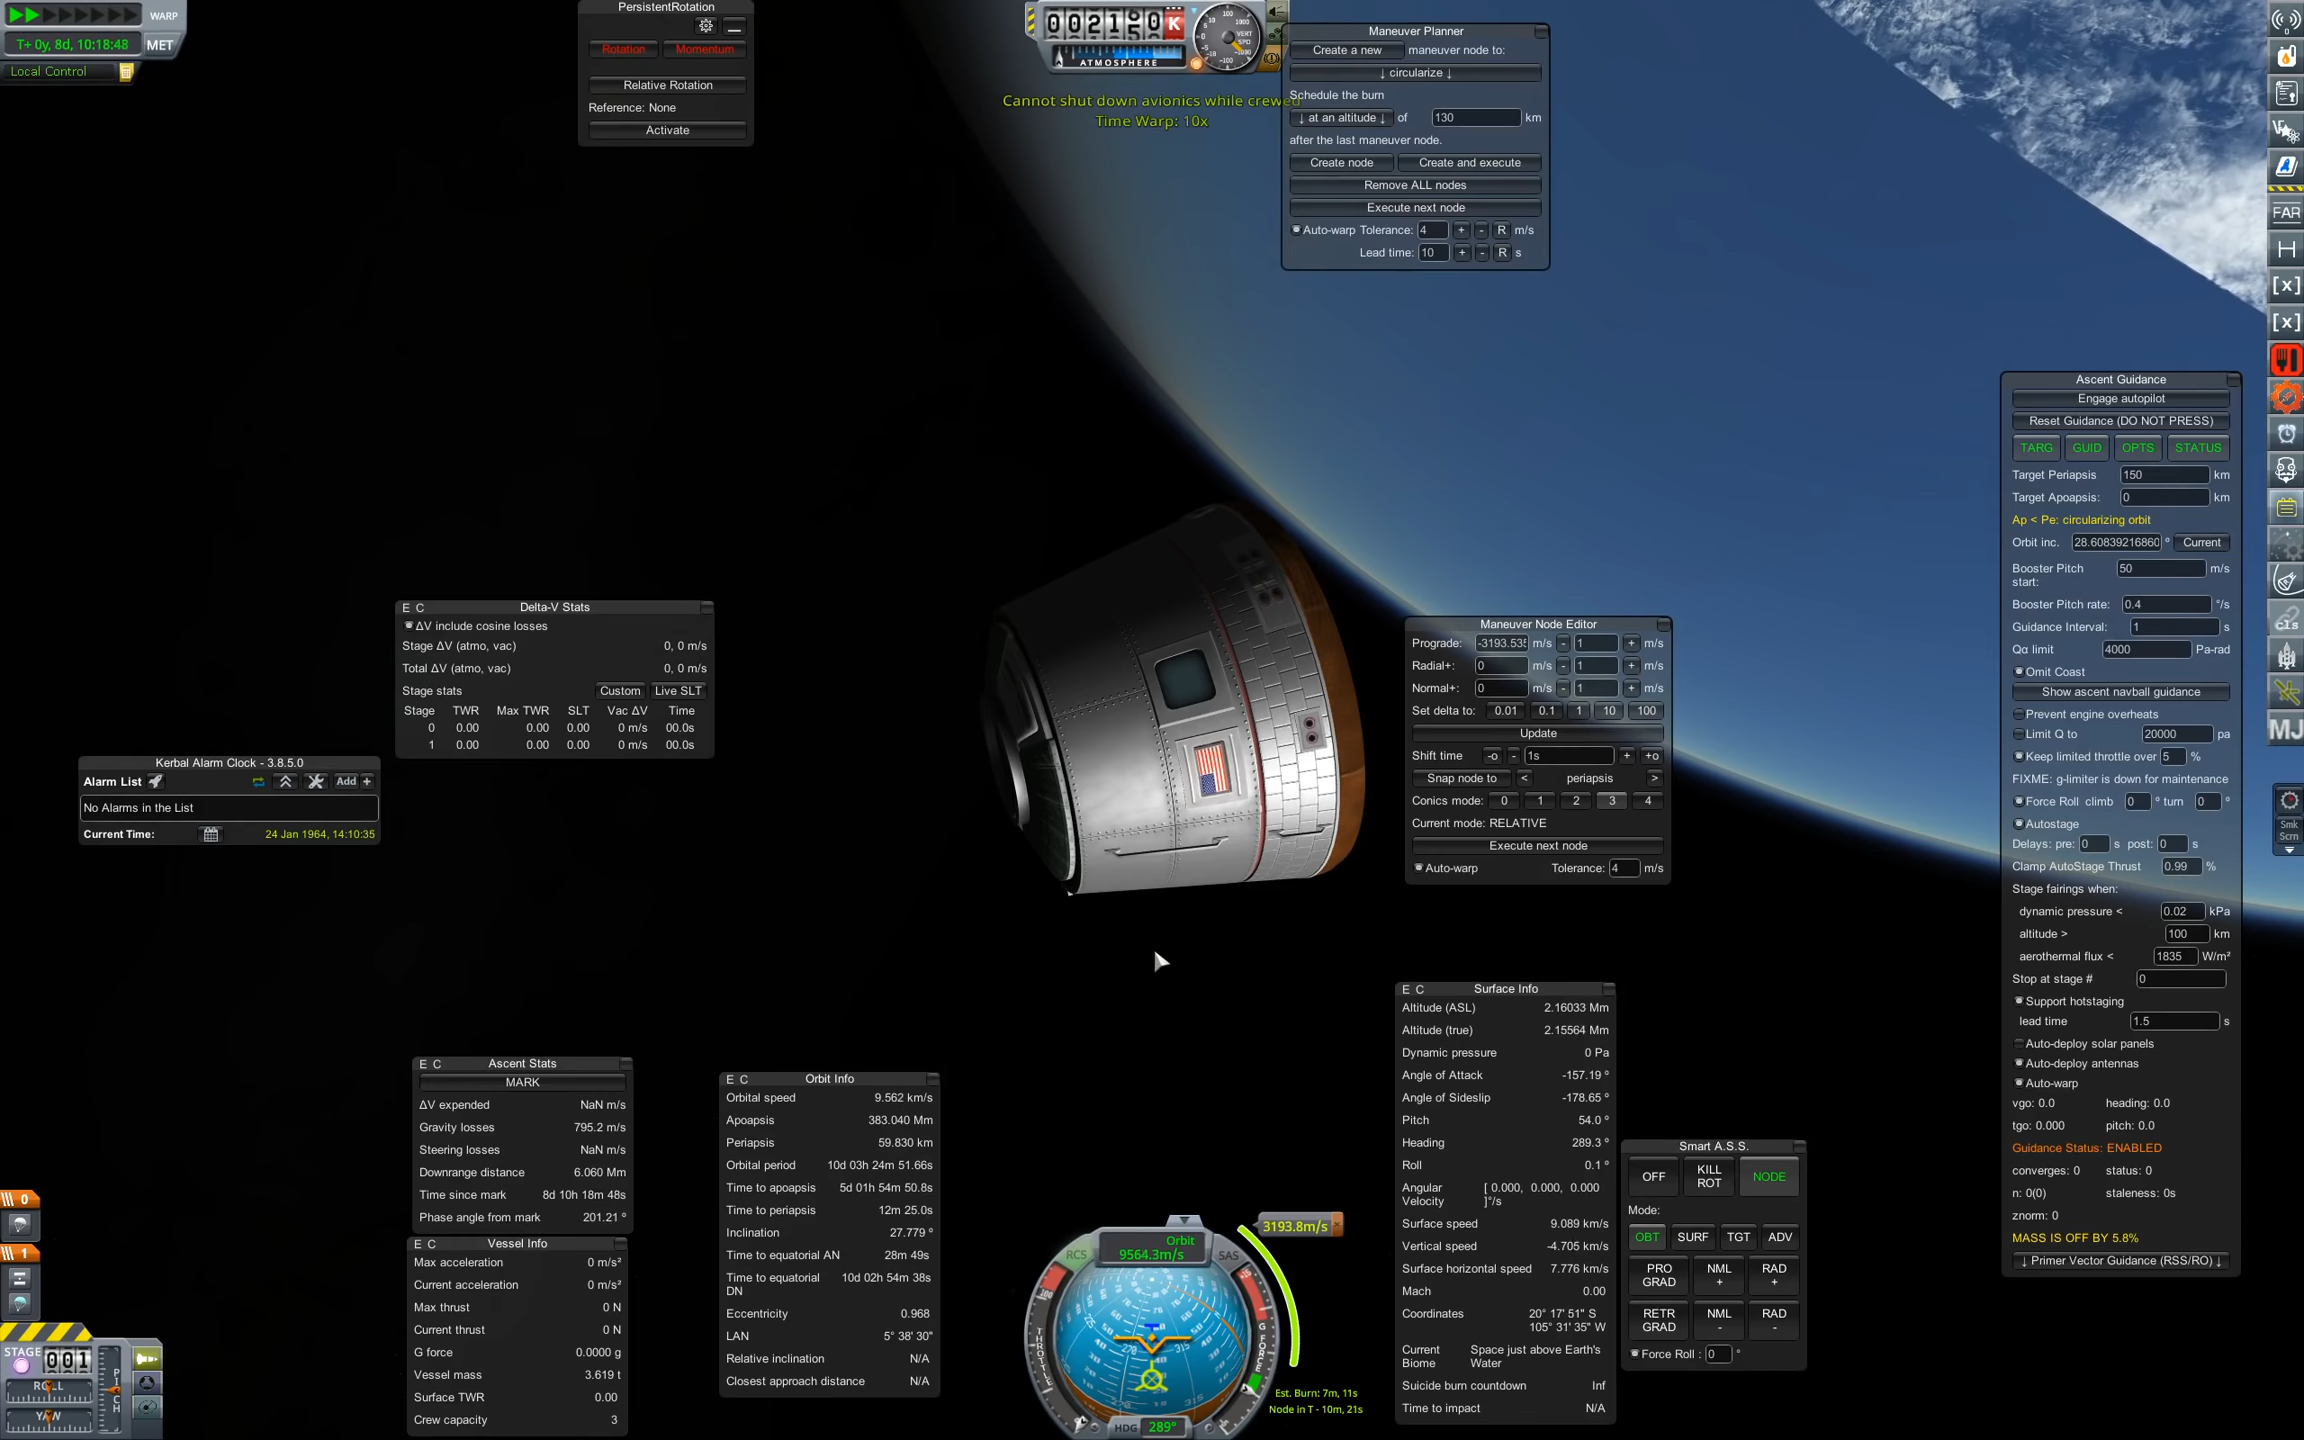 WARP
T+ 0y, 8d, 10:18:48 MET
Local Control
PersistentRotation
Rotation Momentum
Relative Rotation
Reference: None
Activate
K
ATMOSPHERE
VERT SPD
Cannot shut down avionics while crewe
Time Warp: 10x
Maneuver Planner
Create a new maneuver node to:
↓ circularize ↓
Schedule the burn
↓ at an altitude ↓ of 130 km
after the last maneuver node.
Create node Create and execute
Remove ALL nodes
Execute next node
Auto-warp Tolerance: 4 + - R m/s
Lead time: 10 + - R s
FAR
H
[x]
[x]
cls
MJ
Smk
Scrn
Ascent Guidance
Engage autopilot
Reset Guidance (DO NOT PRESS)
TARG GUID OPTS STATUS
Target Periapsis 150 km
Target Apoapsis: 0 km
Ap < Pe: circularizing orbit
Orbit inc. 28.60839216860 ° Current
Booster Pitch start: 50 m/s
Booster Pitch rate: 0.4 °/s
Guidance Interval: 1 s
Qα limit 4000 Pa-rad
Omit Coast
Show ascent navball guidance
Prevent engine overheats
Limit Q to 20000 pa
Keep limited throttle over 5 %
FIXME: g-limiter is down for maintenance
Force Roll climb 0 ° turn 0 °
Autostage
Delays: pre: 0 s post: 0 s
Clamp AutoStage Thrust 0.99 %
Stage fairings when:
dynamic pressure < 0.02 kPa
altitude > 100 km
aerothermal flux < 1835 W/m²
Stop at stage # 0
Support hotstaging
lead time 1.5 s
Auto-deploy solar panels
Auto-deploy antennas
Auto-warp
vgo: 0.0 heading: 0.0
tgo: 0.000 pitch: 0.0
Guidance Status: ENABLED
converges: 0 status: 0
n: 0(0) staleness: 0s
znorm: 0
MASS IS OFF BY 5.8%
↓ Primer Vector Guidance (RSS/RO) ↓
E C Delta-V Stats
ΔV include cosine losses
Stage ΔV (atmo, vac) 0, 0 m/s
Total ΔV (atmo, vac) 0, 0 m/s
Stage stats Custom Live SLT
Stage TWR Max TWR SLT Vac ΔV Time
0 0.00 0.00 0.00 0 m/s 00.0s
1 0.00 0.00 0.00 0 m/s 00.0s
Kerbal Alarm Clock - 3.8.5.0
Alarm List Add +
No Alarms in the List
Current Time: 24 Jan 1964, 14:10:35
Maneuver Node Editor
Prograde: -3193.535 m/s - 1 + m/s
Radial+: 0 m/s - 1 + m/s
Normal+: 0 m/s - 1 + m/s
Set delta to: 0.01 0.1 1 10 100
Update
Shift time -o - 1s + +o
Snap node to < periapsis >
Conics mode: 0 1 2 3 4
Current mode: RELATIVE
Execute next node
Auto-warp Tolerance: 4 m/s
E C Ascent Stats
MARK
ΔV expended NaN m/s
Gravity losses 795.2 m/s
Steering losses NaN m/s
Downrange distance 6.060 Mm
Time since mark 8d 10h 18m 48s
Phase angle from mark 201.21 °
E C Vessel Info
Max acceleration 0 m/s²
Current acceleration 0 m/s²
Max thrust 0 N
Current thrust 0 N
G force 0.0000 g
Vessel mass 3.619 t
Surface TWR 0.00
Crew capacity 3
E C Orbit Info
Orbital speed 9.562 km/s
Apoapsis 383.040 Mm
Periapsis 59.830 km
Orbital period 10d 03h 24m 51.66s
Time to apoapsis 5d 01h 54m 50.8s
Time to periapsis 12m 25.0s
Inclination 27.779 °
Time to equatorial AN 28m 49s
Time to equatorial DN 10d 02h 54m 38s
Eccentricity 0.968
LAN 5° 38' 30"
Relative inclination N/A
Closest approach distance N/A
E C Surface Info
Altitude (ASL) 2.16033 Mm
Altitude (true) 2.15564 Mm
Dynamic pressure 0 Pa
Angle of Attack -157.19 °
Angle of Sideslip -178.65 °
Pitch 54.0 °
Heading 289.3 °
Roll 0.1 °
Angular Velocity [ 0.000, 0.000, 0.000 ]°/s
Surface speed 9.089 km/s
Vertical speed -4.705 km/s
Surface horizontal speed 7.776 km/s
Mach 0.00
Coordinates 20° 17' 51" S
105° 31' 35" W
Current Biome Space just above Earth's Water
Suicide burn countdown Inf
Time to impact N/A
Smart A.S.S.
OFF KILL ROT NODE
Mode:
OBT SURF TGT ADV
PRO GRAD NML + RAD +
RETR GRAD NML - RAD -
Force Roll : 0 °
3193.8m/s
RCS Orbit SAS
9564.3m/s
THROTTLE
G FORCE
HDG 289°
Est. Burn: 7m, 11s
Node in T - 10m, 21s
0
1
STAGE 001
ROLL
YAW
PITCH